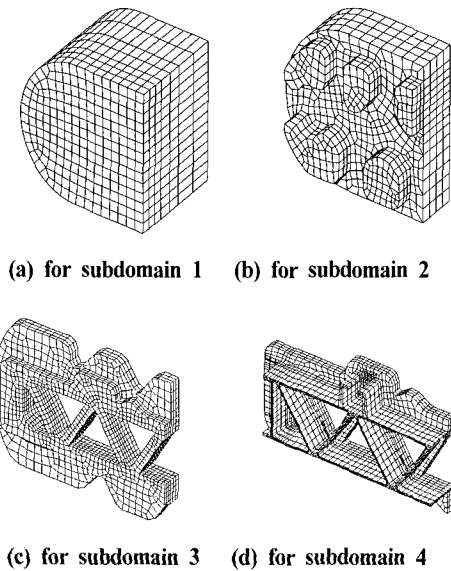 (a) for subdomain 1
(b) for subdomain 2
(c) for subdomain 3
(d) for subdomain 4